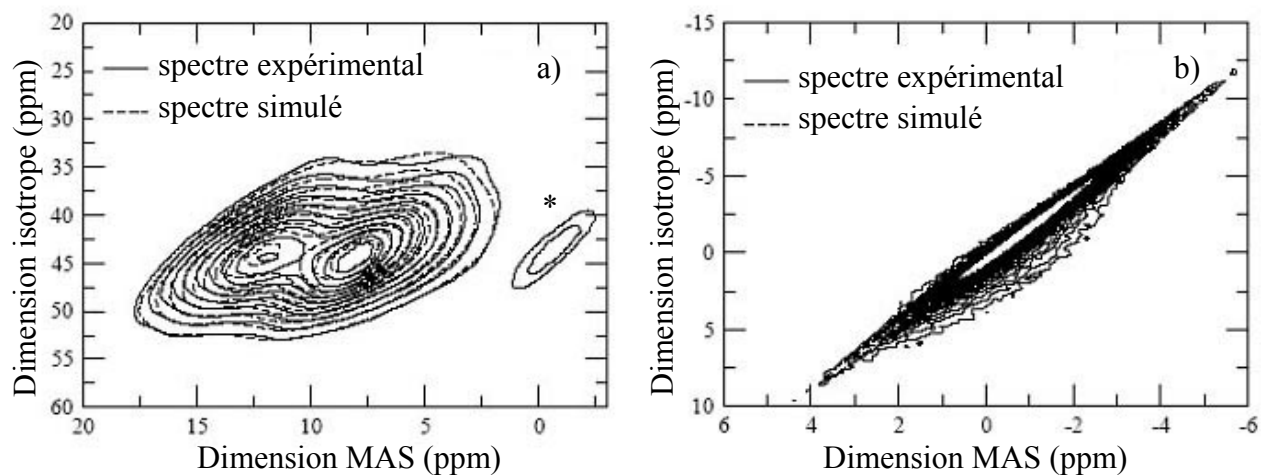 a)
spectre expérimental
spectre simulé
*
Dimension isotrope (ppm)
20
25
30
35
40
45
50
55
60
20
15
10
5
0
Dimension MAS (ppm)
b)
spectre expérimental
spectre simulé
Dimension isotrope (ppm)
-15
-10
-5
0
5
10
6
4
2
0
-2
-4
-6
Dimension MAS (ppm)